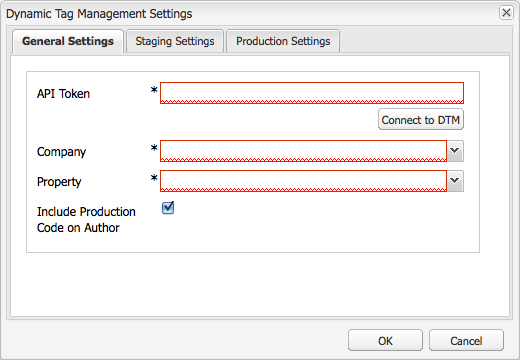 Dynamic Tag Management Settings
General Settings
Staging Settings
Production Settings
API Token *
Connect to DTM
Company *
Property *
Include Production
Code on Author
OK
Cancel